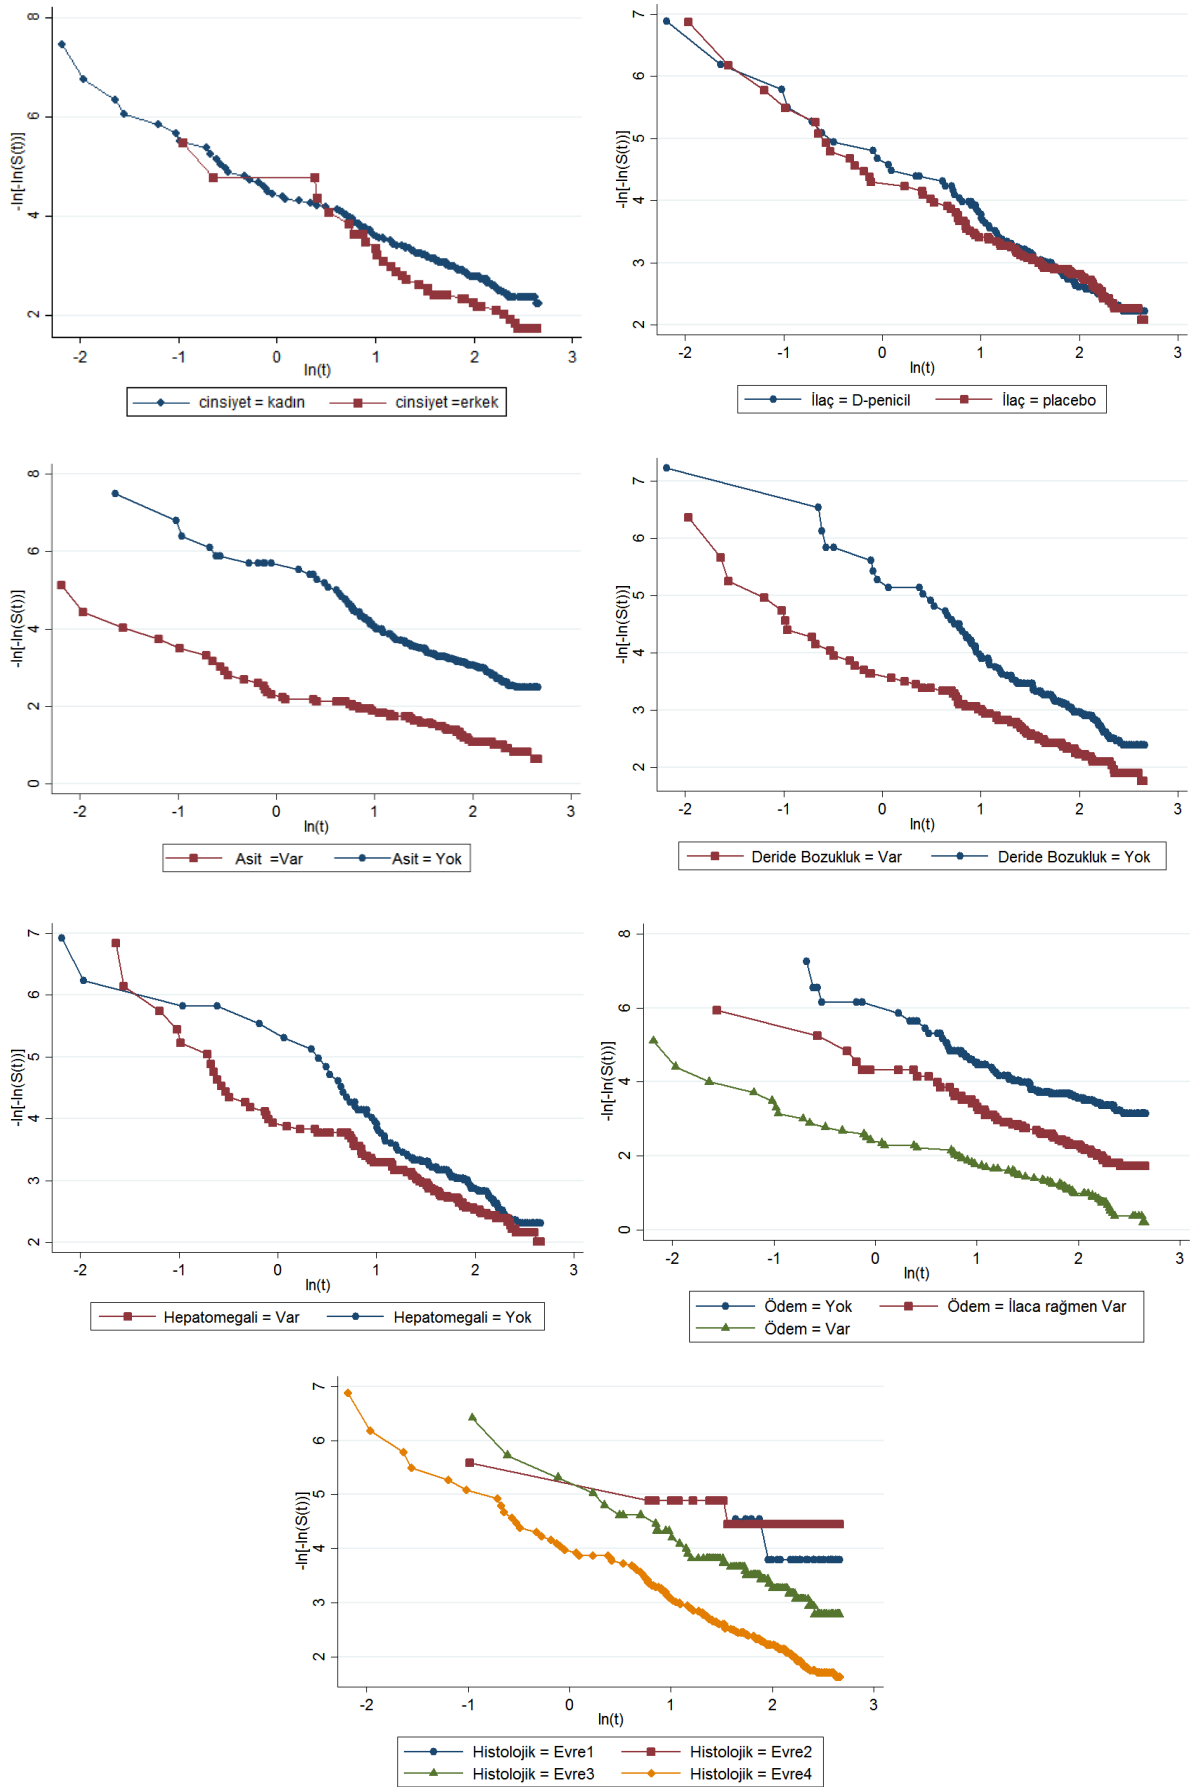 8
6
4
2
-ln[-ln(S(t))]
-2 -1 0 1 2 3
ln(t)
cinsiyet = kadın cinsiyet =erkek
7
6
5
4
3
2
-ln[-ln(S(t))]
-2 -1 0 1 2 3
ln(t)
İlaç = D-penicil İlaç = placebo
8
6
4
2
0
-ln[-ln(S(t))]
-2 -1 0 1 2 3
ln(t)
Asit =Var Asit = Yok
7
6
5
4
3
2
-ln[-ln(S(t))]
-2 -1 0 1 2 3
ln(t)
Deride Bozukluk = Var Deride Bozukluk = Yok
7
6
5
4
3
2
-ln[-ln(S(t))]
-2 -1 0 1 2 3
ln(t)
Hepatomegali = Var Hepatomegali = Yok
8
6
4
2
0
-ln[-ln(S(t))]
-2 -1 0 1 2 3
ln(t)
Ödem = Yok Ödem = İlaca rağmen Var
Ödem = Var
7
6
5
4
3
2
-ln[-ln(S(t))]
-2 -1 0 1 2 3
ln(t)
Histolojik = Evre1 Histolojik = Evre2
Histolojik = Evre3 Histolojik = Evre4